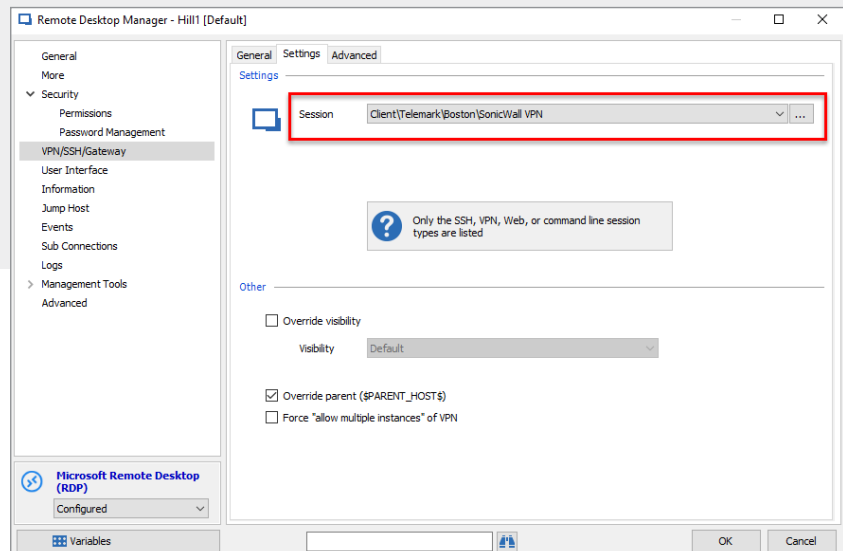 Remote Desktop Manager - Hill1 [Default]
General
More
Security
Permissions
Password Management
VPN/SSH/Gateway
User Interface
Information
Jump Host
Events
Sub Connections
Logs
Management Tools
Advanced
Microsoft Remote Desktop
(RDP)
Configured
Variables
General Settings Advanced
Settings
Session Client\Telemark\Boston\SonicWall VPN ...
? Only the SSH, VPN, Web, or command line session
types are listed
Other
Override visibility
Visibility Default
Override parent ($PARENT_HOST$)
Force "allow multiple instances" of VPN
OK Cancel